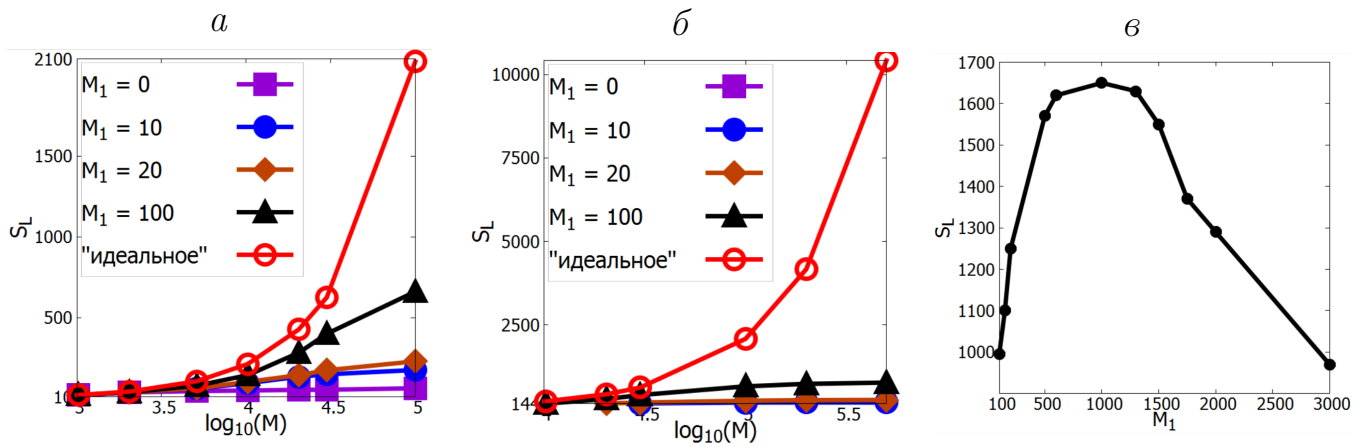 а
2100
1500
1000
500
10
S_L
M_1 = 0
M_1 = 10
M_1 = 20
M_1 = 100
"идеальное"
3 3.5 4 4.5 5
log_10(M)
б
10000
7500
5000
2500
144
S_L
M_1 = 0
M_1 = 10
M_1 = 20
M_1 = 100
"идеальное"
4 4.5 5 5.5
log_10(M)
в
1700
1600
1500
1400
1300
1200
1100
1000
S_L
100 500 1000 1500 2000 2500 3000
M_1